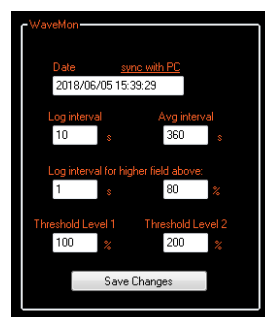 WaveMon
Date sync with PC
2018/06/05 15:39:29
Log interval Avg interval
10 s 360 s
Log interval for higher field above:
1 s 80 %
Threshold Level 1 Threshold Level 2
100 % 200 %
Save Changes